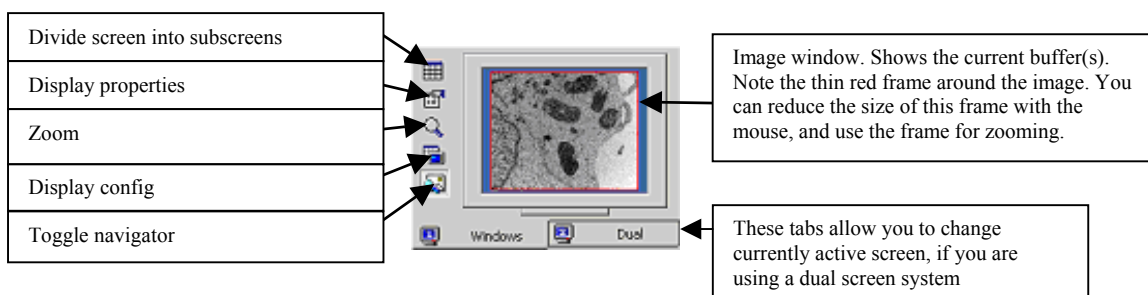 Divide screen into subscreens
Display properties
Zoom
Display config
Toggle navigator
Windows
Dual
Image window. Shows the current buffer(s).
Note the thin red frame around the image. You
can reduce the size of this frame with the
mouse, and use the frame for zooming.
These tabs allow you to change
currently active screen, if you are
using a dual screen system